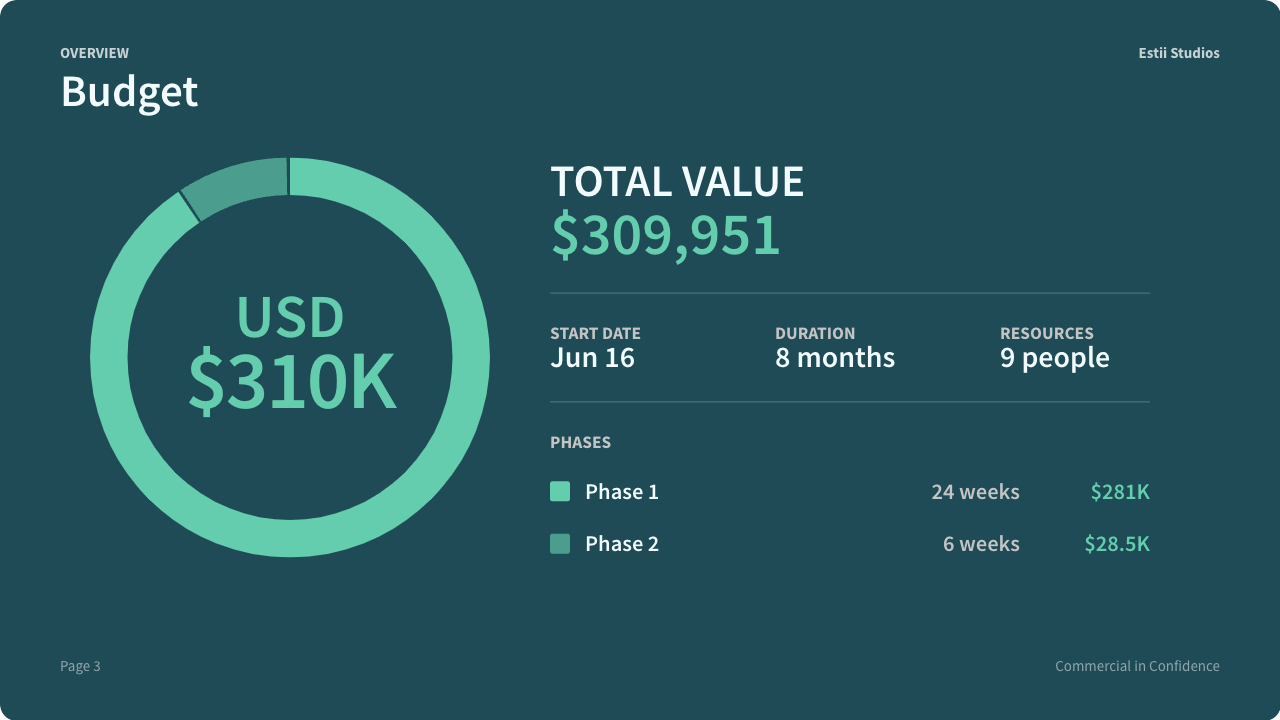 OVERVIEW
Estii Studios
Budget
USD
$310K
TOTAL VALUE
$309,951
START DATE
Jun 16
DURATION
8 months
RESOURCES
9 people
PHASES
Phase 1 24 weeks $281K
Phase 2 6 weeks $28.5K
Page 3
Commercial in Confidence